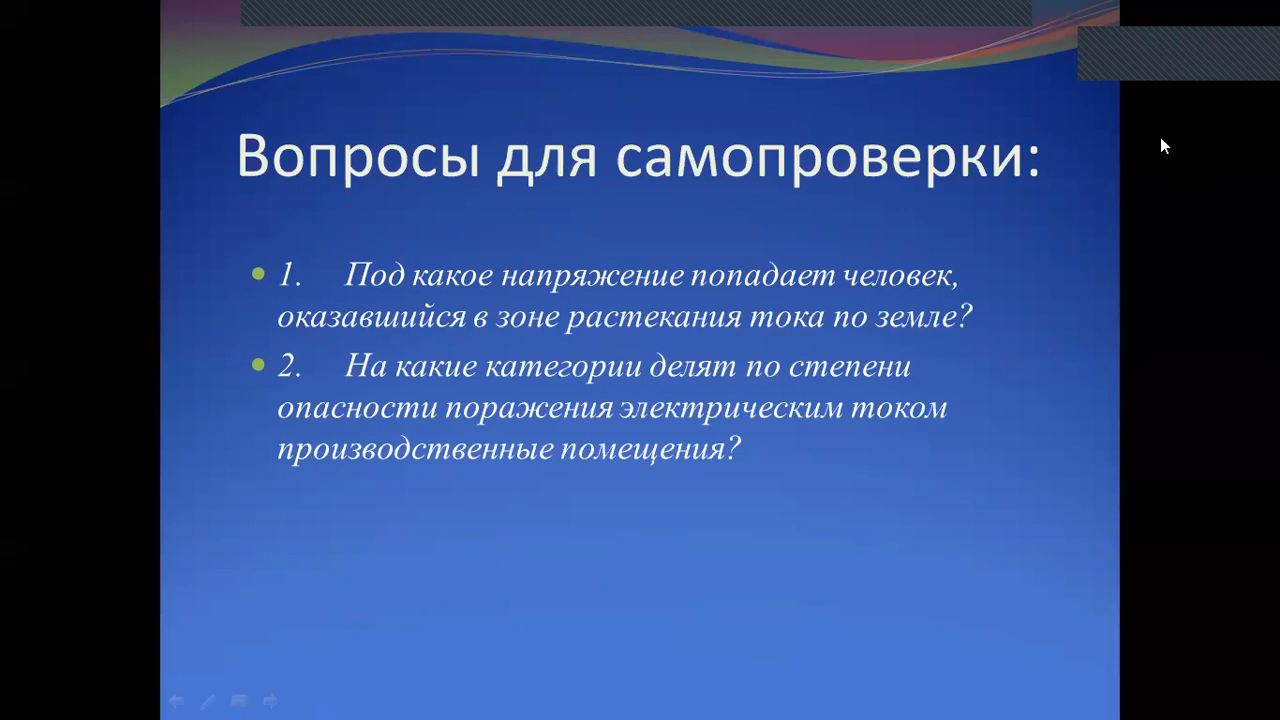 Вопросы для самопроверки:
1. Под какое напряжение попадает человек,
оказавшийся в зоне растекания тока по земле?
2. На какие категории делят по степени
опасности поражения электрическим током
производственные помещения?